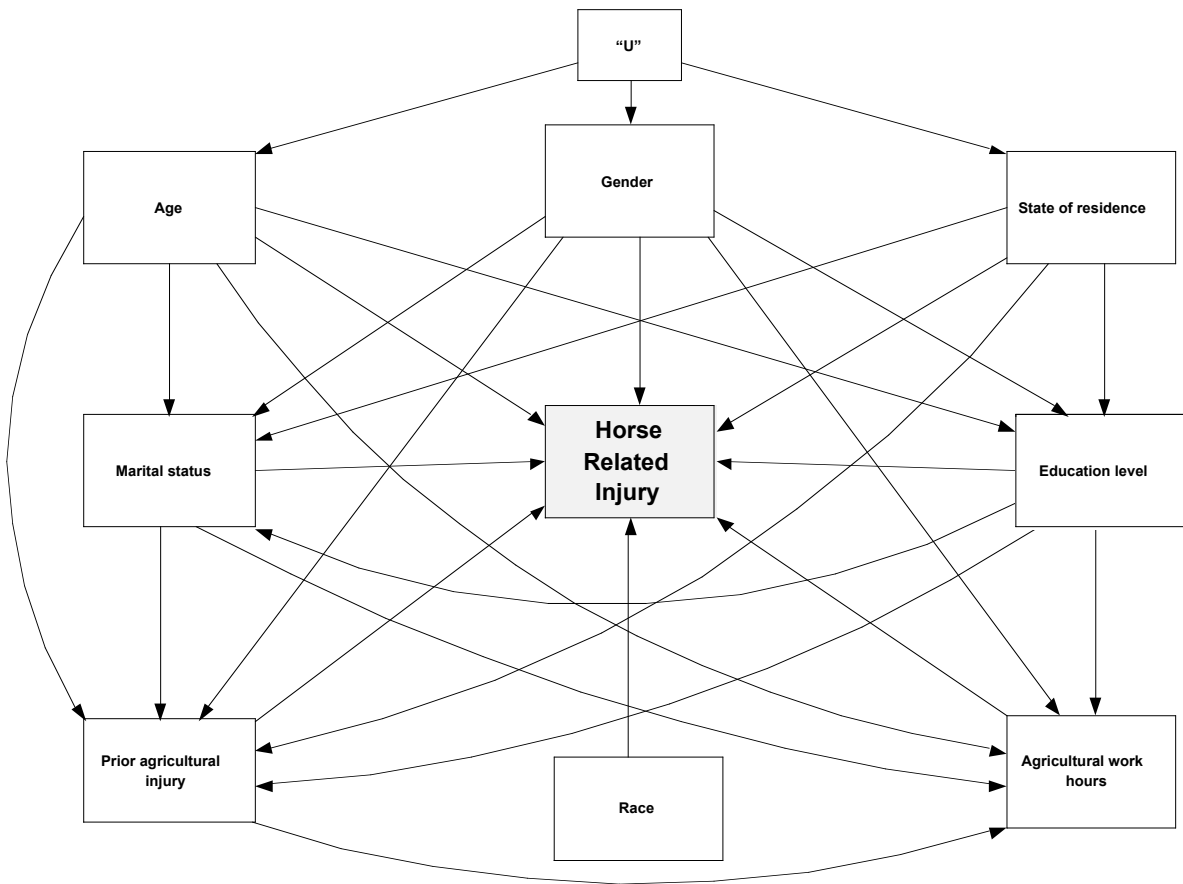 “U”
Age
Gender
State of residence
Marital status
Horse
Related
Injury
Education level
Prior agricultural
injury
Race
Agricultural work
hours